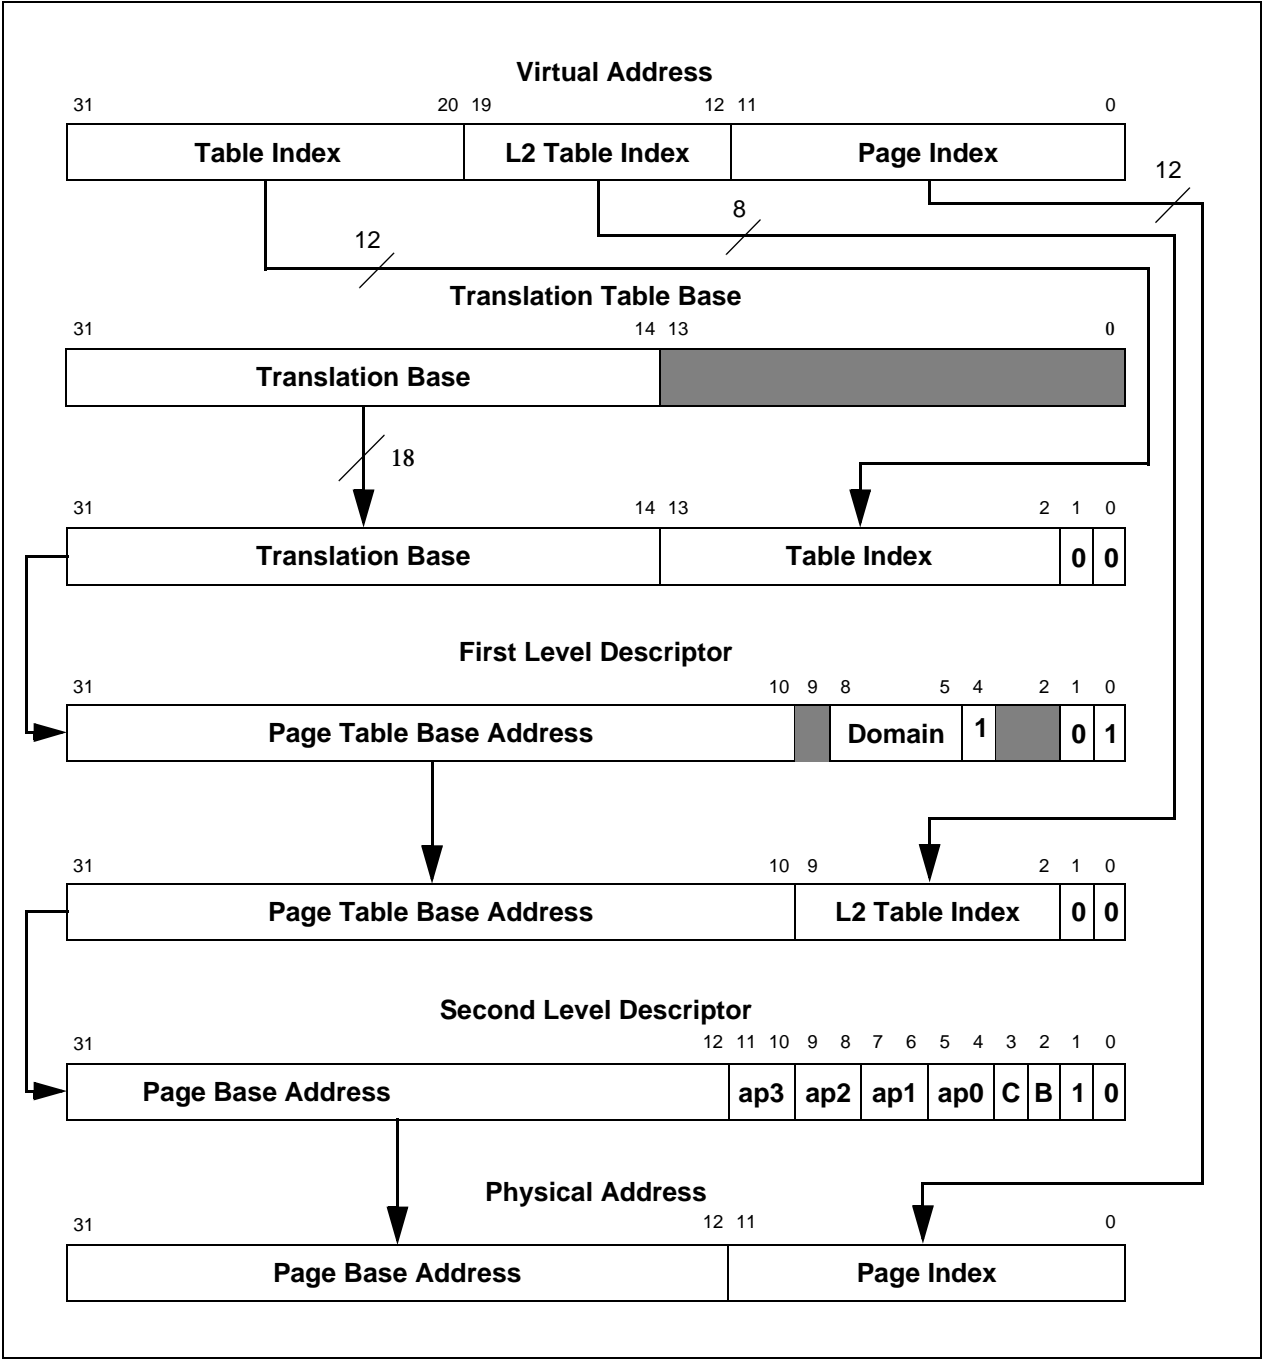 Virtual Address
31 20 19 12 11 0
Table Index L2 Table Index Page Index
12
8
12
Translation Table Base
31 14 13 0
Translation Base
18
31 14 13 2 1 0
Translation Base Table Index 0 0
First Level Descriptor
31 10 9 8 5 4 2 1 0
Page Table Base Address Domain 1 0 1
31 10 9 2 1 0
Page Table Base Address L2 Table Index 0 0
Second Level Descriptor
31 12 11 10 9 8 7 6 5 4 3 2 1 0
Page Base Address ap3 ap2 ap1 ap0 C B 1 0
Physical Address
31 12 11 0
Page Base Address Page Index